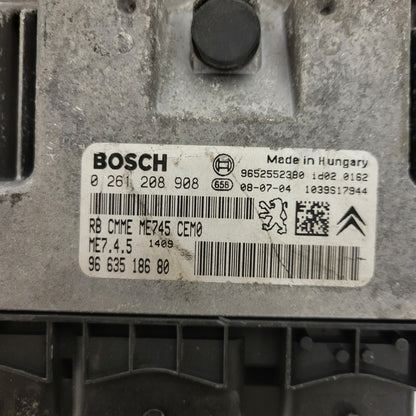 BOSCH Made in Hungary
9652552380 id02.0162
0 261 208 908 656 08-07-04 1039S17944
RB CMME ME745 CEM0
ME7.4.5 1409
96 635 186 80